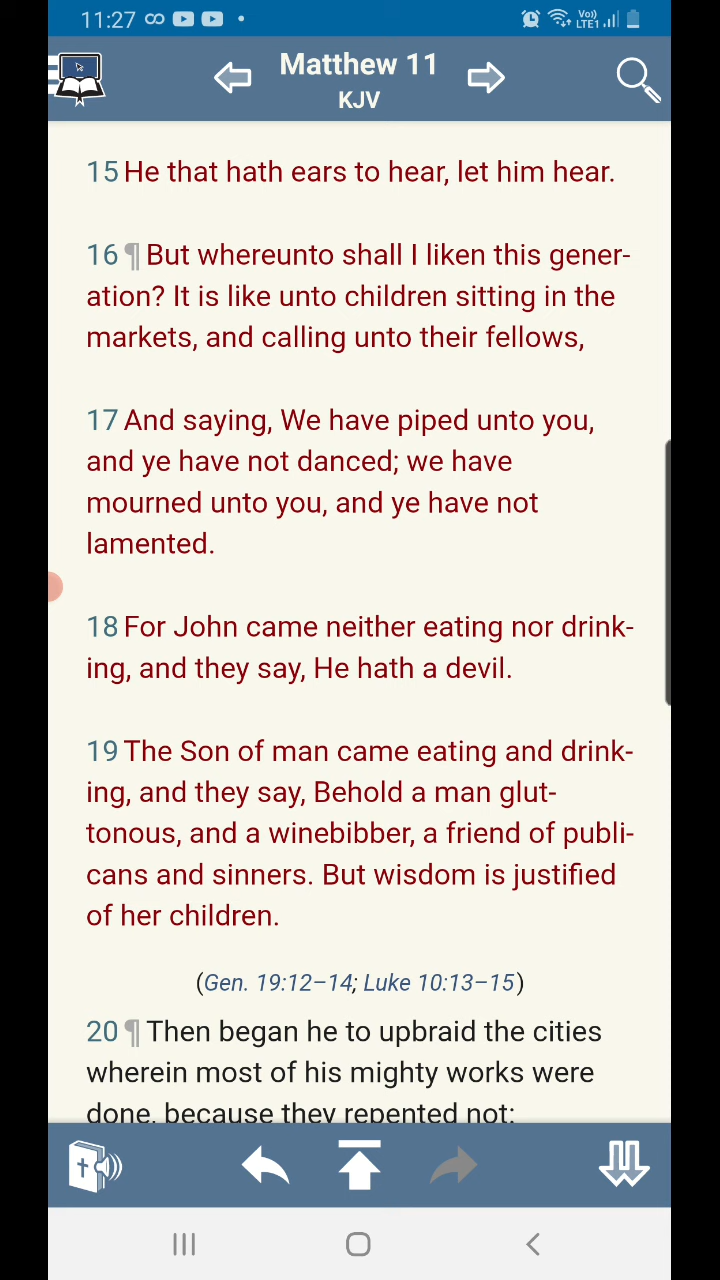 11:27
Vo)) LTE1
Matthew 11
KJV
15 He that hath ears to hear, let him hear.
16 ¶ But whereunto shall I liken this gener-
ation? It is like unto children sitting in the
markets, and calling unto their fellows,
17 And saying, We have piped unto you,
and ye have not danced; we have
mourned unto you, and ye have not
lamented.
18 For John came neither eating nor drink-
ing, and they say, He hath a devil.
19 The Son of man came eating and drink-
ing, and they say, Behold a man glut-
tonous, and a winebibber, a friend of publi-
cans and sinners. But wisdom is justified
of her children.
(Gen. 19:12–14; Luke 10:13–15)
20 ¶ Then began he to upbraid the cities
wherein most of his mighty works were
done, because they repented not: